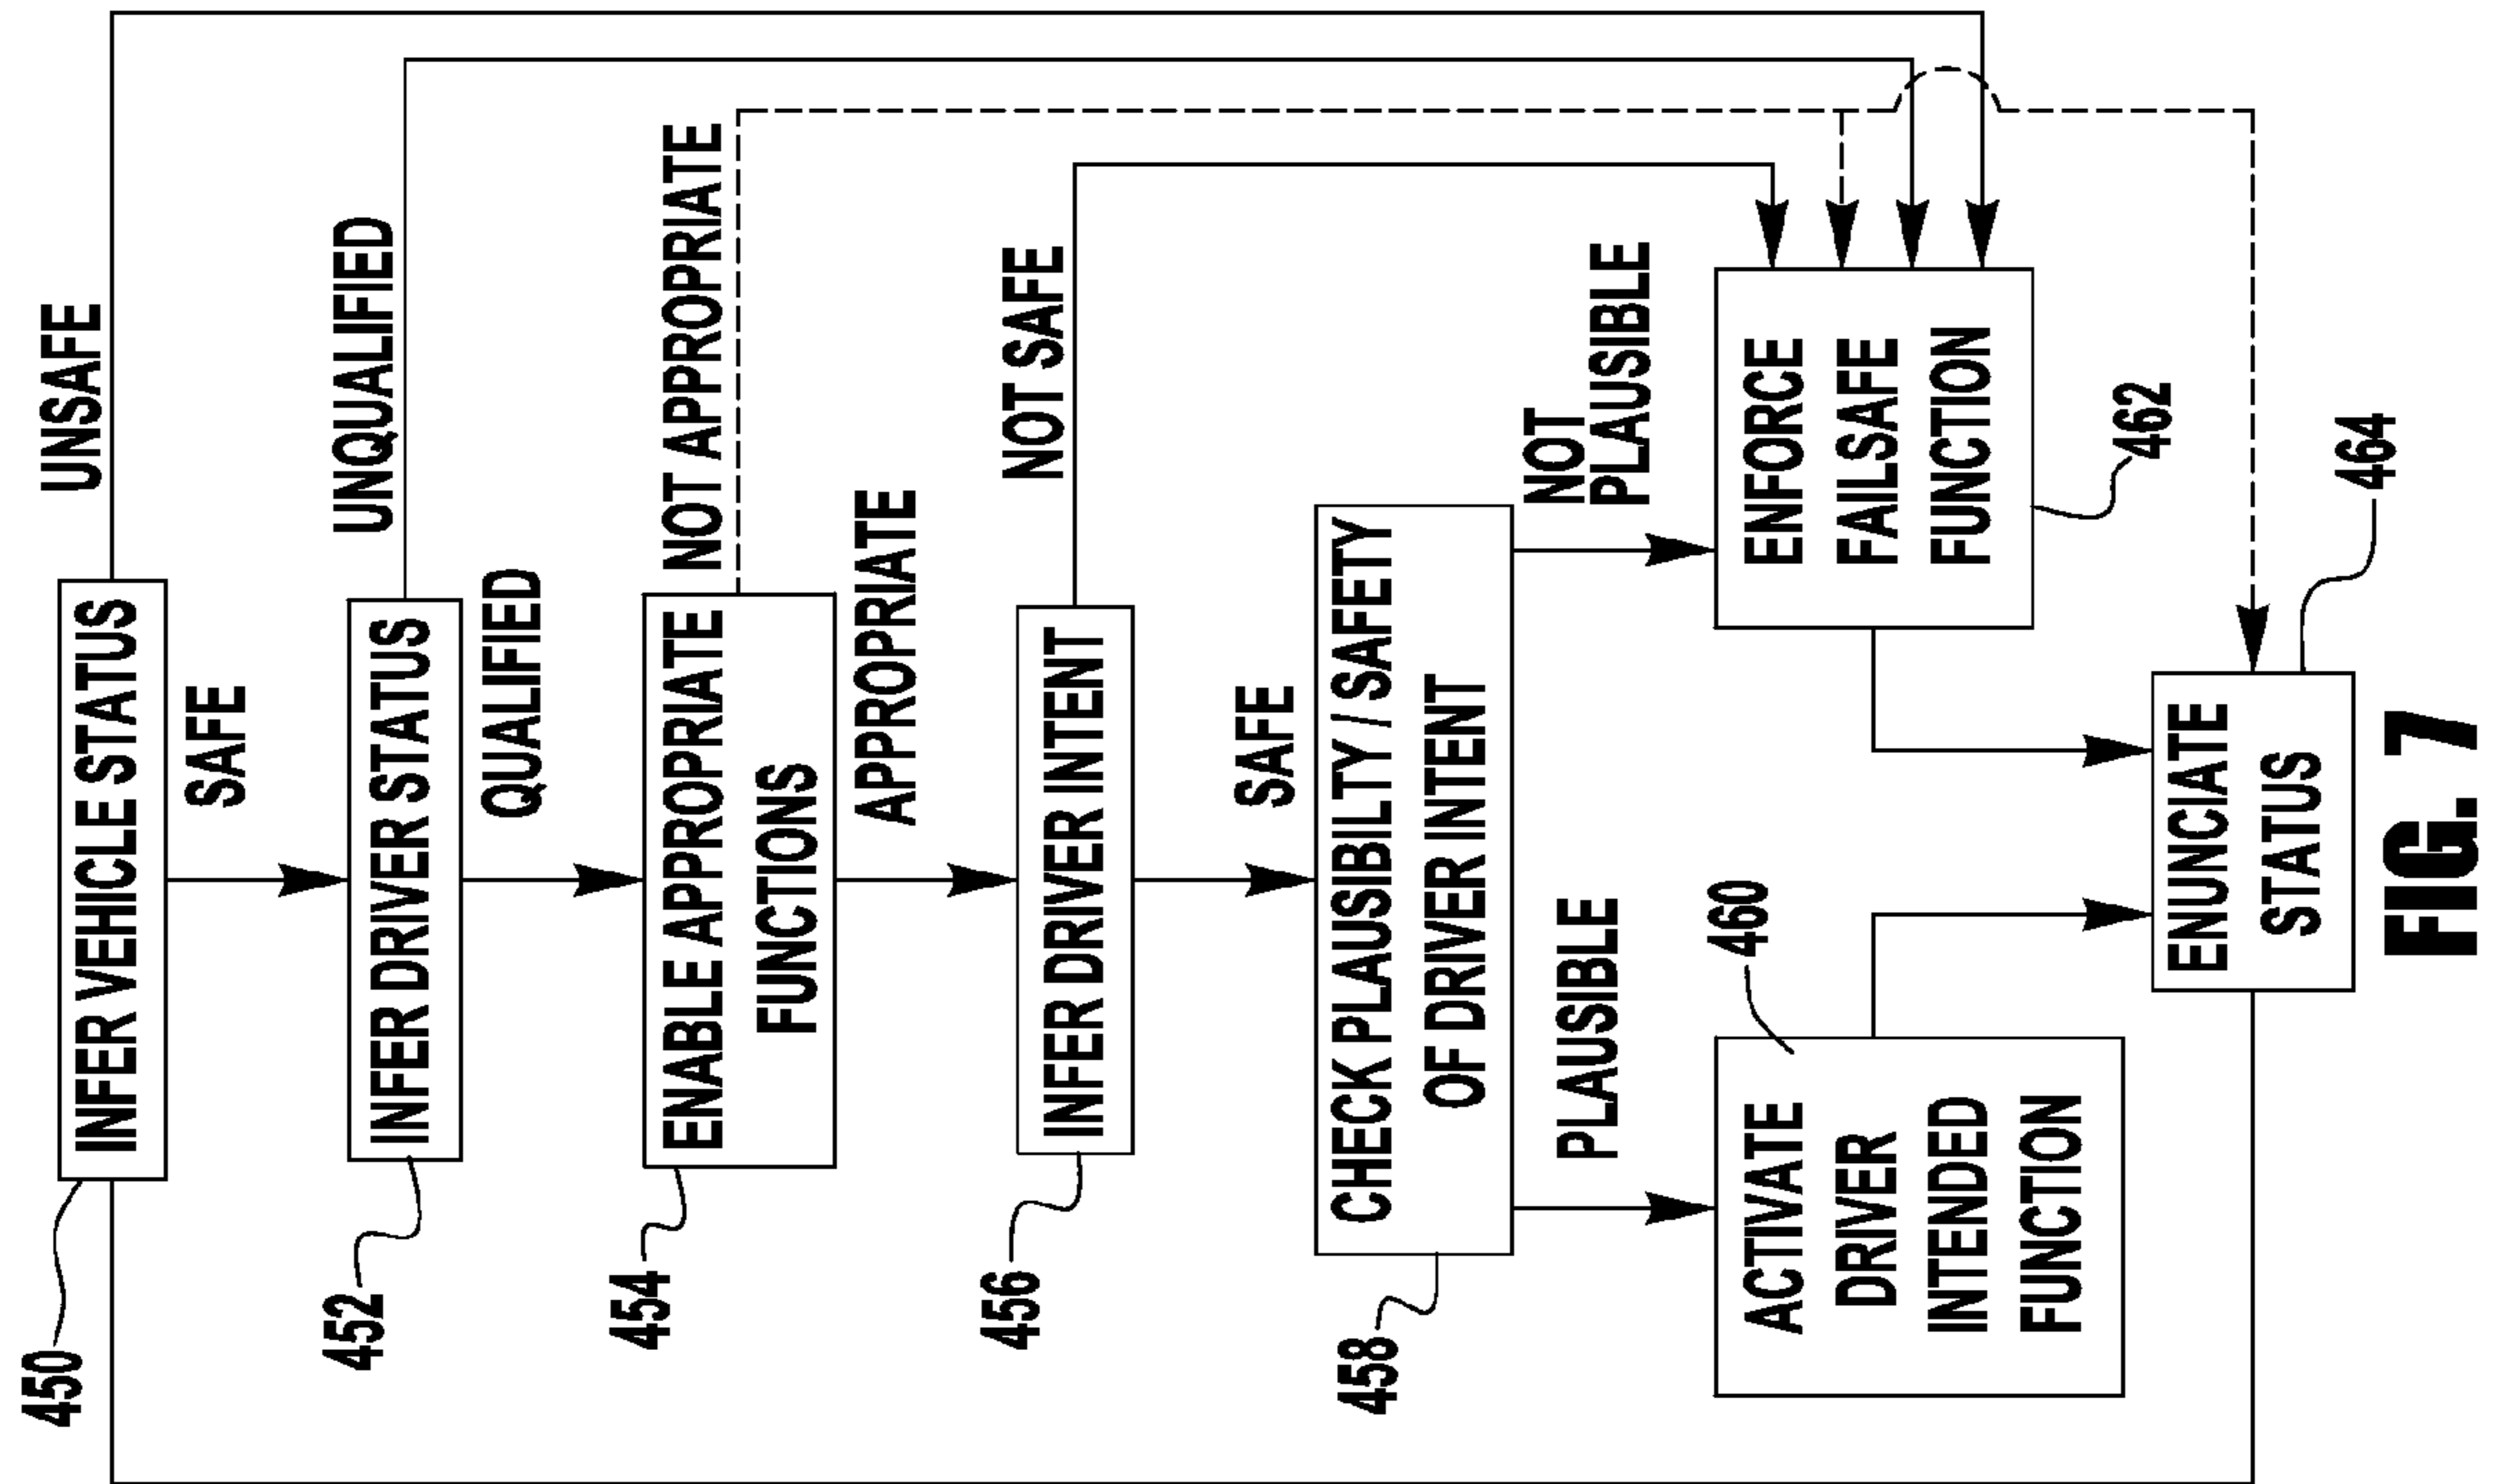 450
INFER VEHICLE STATUS
UNSAFE
SAFE
452
INFER DRIVER STATUS
UNQUALIFIED
QUALIFIED
454
ENABLE APPROPRIATE
FUNCTIONS
NOT APPROPRIATE
APPROPRIATE
456
INFER DRIVER INTENT
NOT SAFE
SAFE
458
CHECK PLAUSIBILTY / SAFETY
OF DRIVER INTENT
PLAUSIBLE
NOT
PLAUSIBLE
460
ACTIVATE
DRIVER
INTENDED
FUNCTION
ENFORCE
FAILSAFE
FUNCTION
462
ENUNCIATE
STATUS
464
FIG. 7